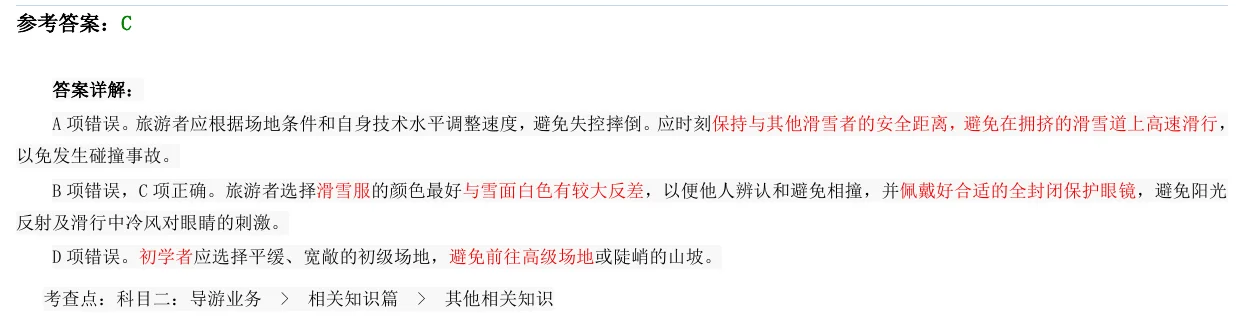 参考答案：C
答案详解：
A 项错误。旅游者应根据场地条件和自身技术水平调整速度，避免失控摔倒。应时刻保持与其他滑雪者的安全距离，避免在拥挤的滑雪道上高速滑行，
以免发生碰撞事故。
B 项错误，C 项正确。旅游者选择滑雪服的颜色最好与雪面白色有较大反差，以便他人辨认和避免相撞，并佩戴好合适的全封闭保护眼镜，避免阳光
反射及滑行中冷风对眼睛的刺激。
D 项错误。初学者应选择平缓、宽敞的初级场地，避免前往高级场地或陡峭的山坡。
考查点：科目二：导游业务 > 相关知识篇 > 其他相关知识